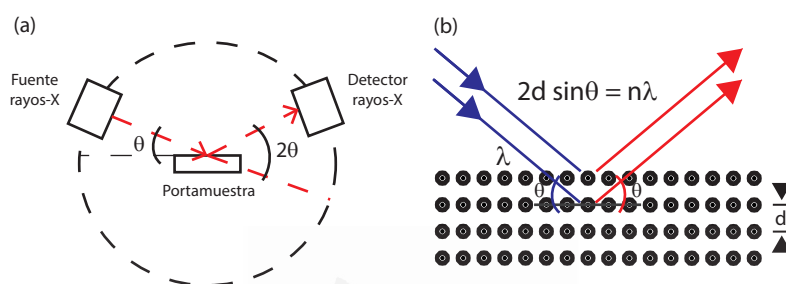 (a)
Fuente
rayos-X
Detector
rayos-X
θ
2θ
Portamuestra
(b)
2d sinθ = nλ
λ
θ
θ
d